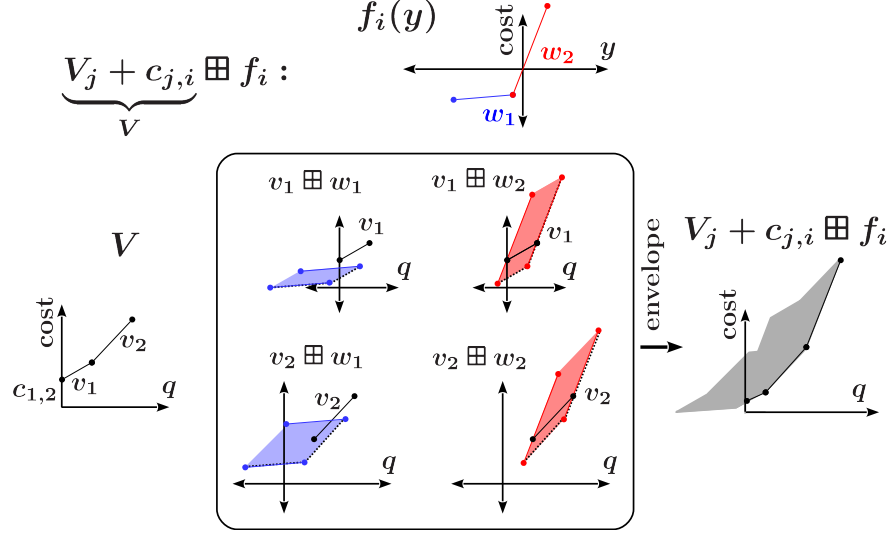 f_i(y)
cost
y
w_2
w_1
V_j + c_{j,i} ⊞ f_i :
V
v_1 ⊞ w_1
v_1
q
v_1 ⊞ w_2
v_1
q
V
cost
v_2
v_1
c_{1,2}
q
v_2 ⊞ w_1
v_2
q
v_2 ⊞ w_2
v_2
q
envelope
V_j + c_{j,i} ⊞ f_i
cost
q